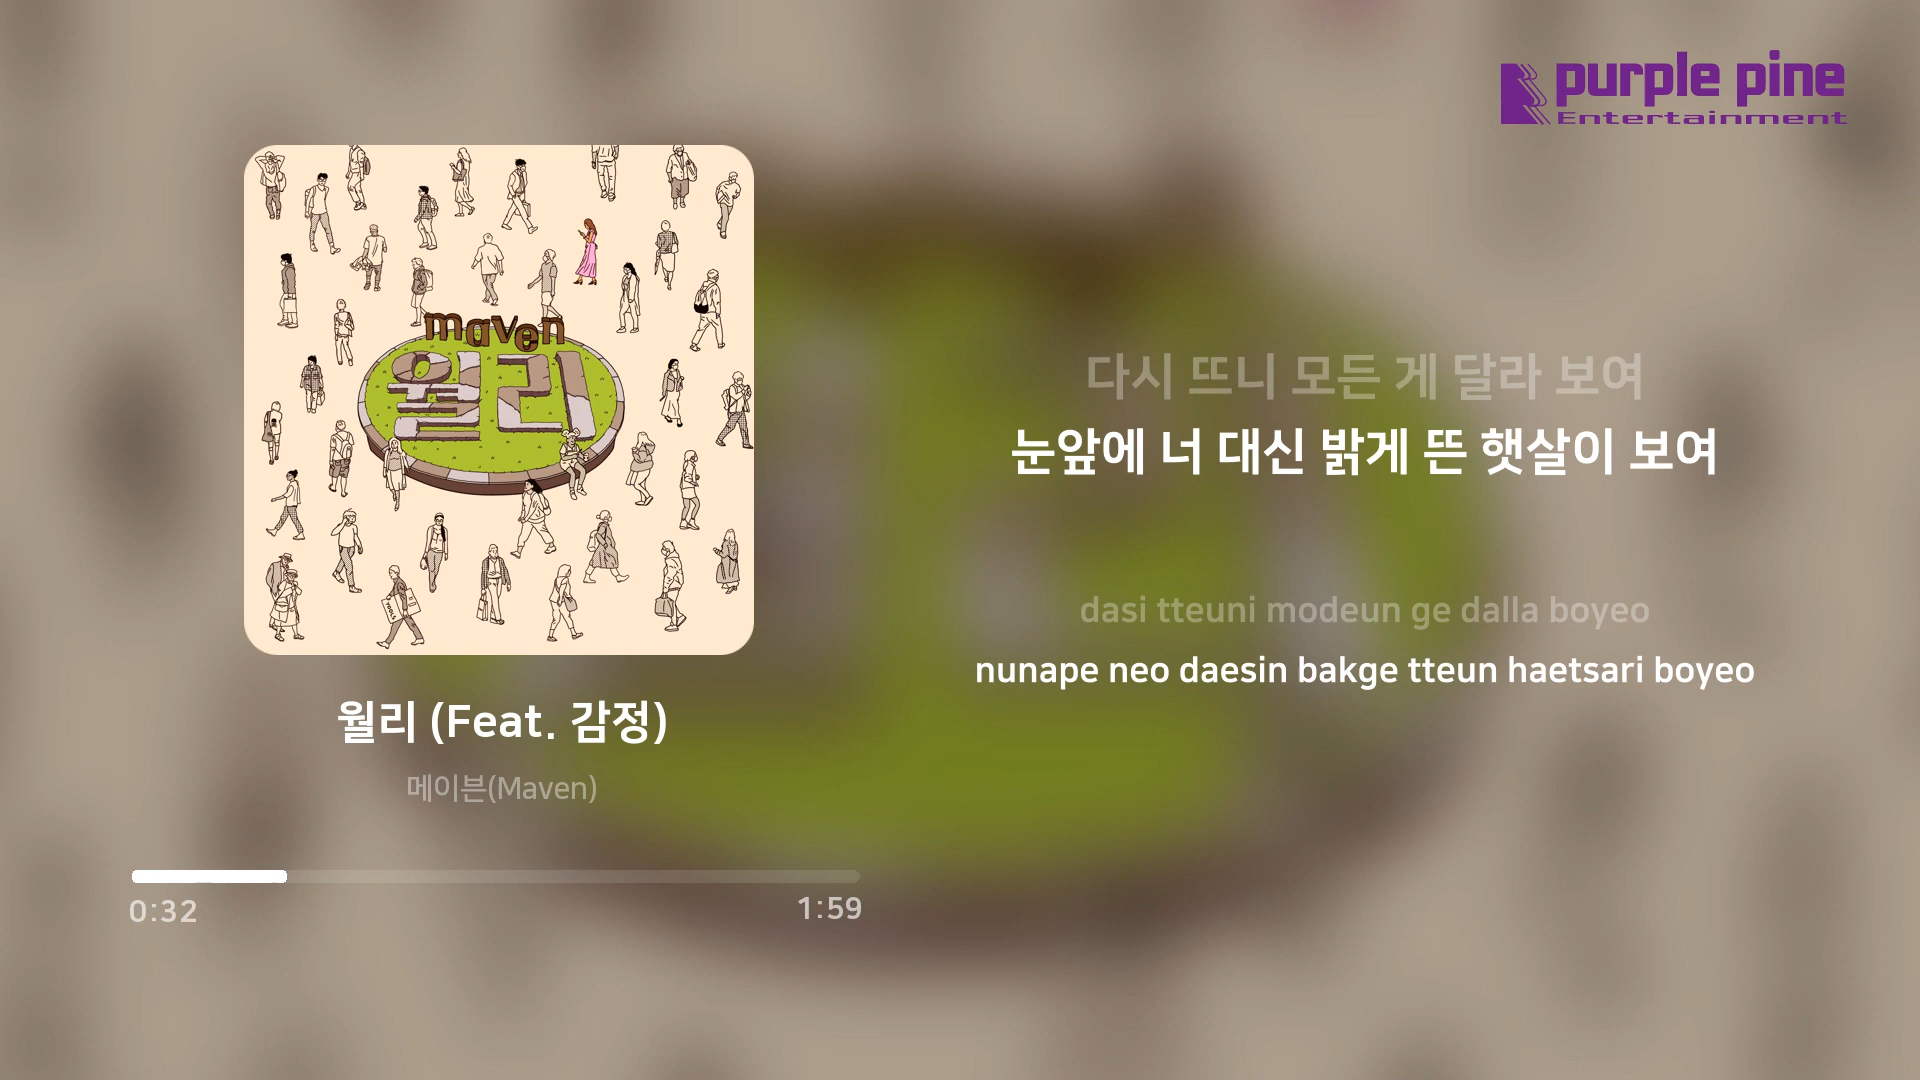 purple pine
Entertainment
maven
월리
월리 (Feat. 감정)
메이븐(Maven)
0:32
1:59
다시 뜨니 모든 게 달라 보여
눈앞에 너 대신 밝게 뜬 햇살이 보여
dasi tteuni modeun ge dalla boyeo
nunape neo daesin bakge tteun haetsari boyeo